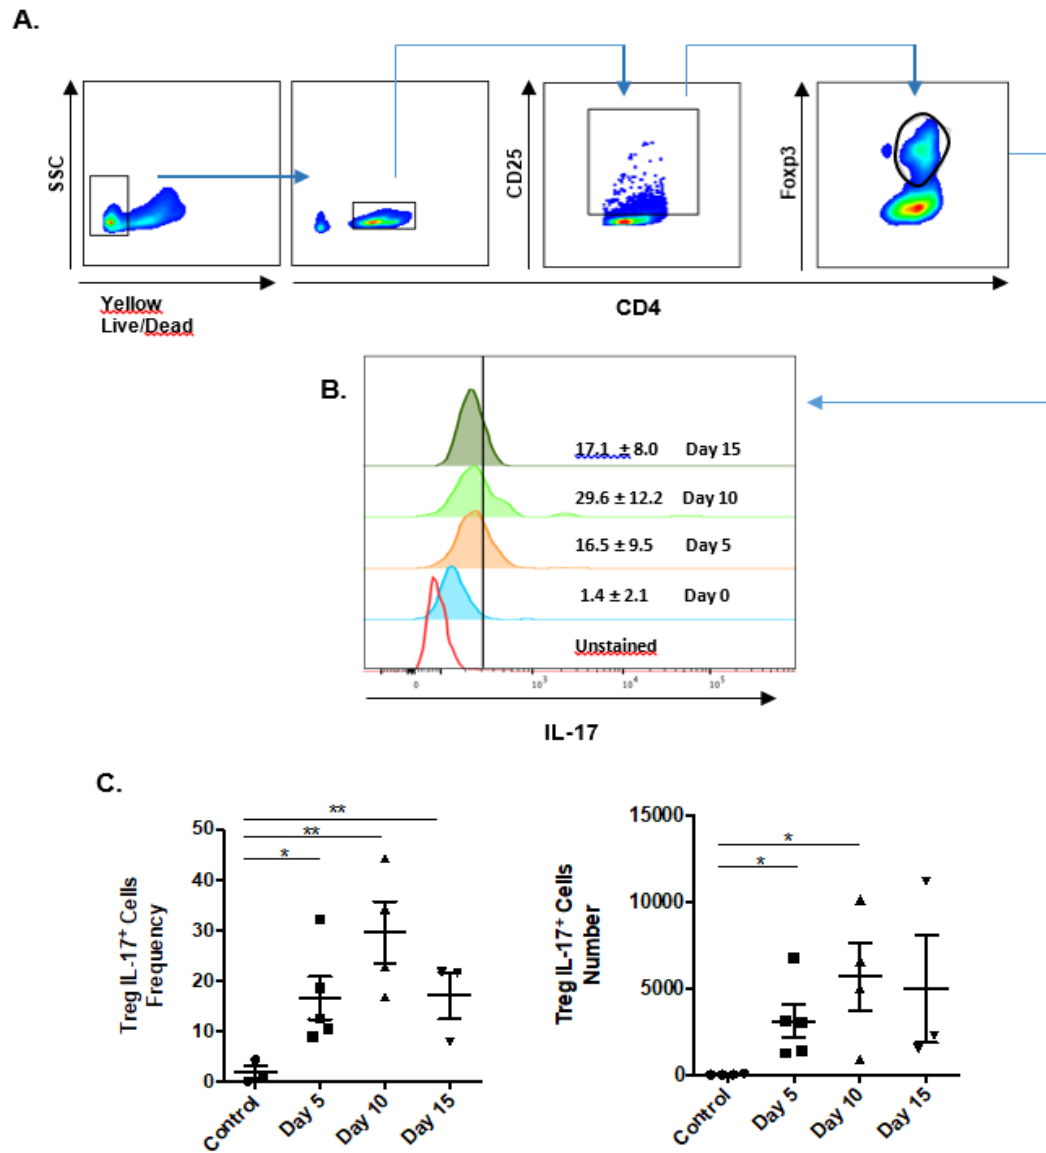 A.
SSC
CD25
Foxp3
Yellow
Live/Dead
CD4
B.
17.1 ± 8.0 Day 15
29.6 ± 12.2 Day 10
16.5 ± 9.5 Day 5
1.4 ± 2.1 Day 0
Unstained
0 10³ 10⁴ 10⁵
IL-17
C.
Treg IL-17⁺ Cells
Frequency
50
40
30
20
10
0
** 
**
*
Control Day 5 Day 10 Day 15
Treg IL-17⁺ Cells
Number
15000
10000
5000
0
*
*
Control Day 5 Day 10 Day 15